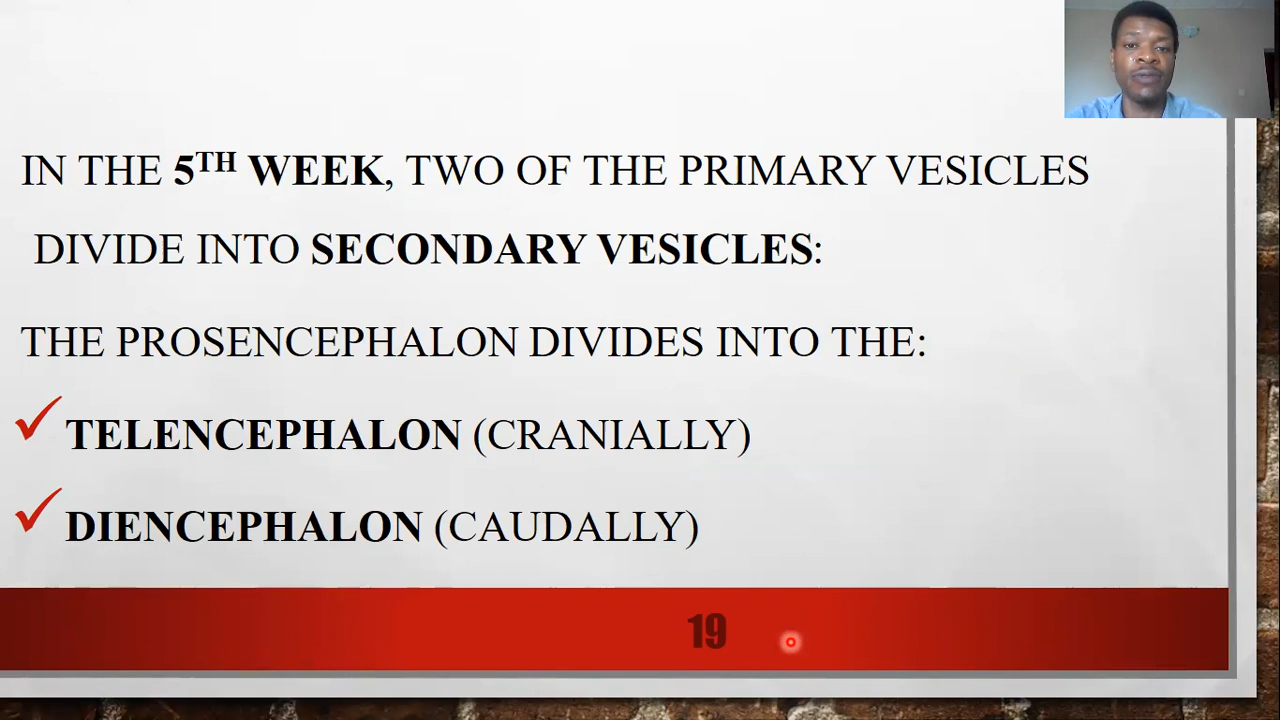 IN THE 5TH WEEK, TWO OF THE PRIMARY VESICLES
DIVIDE INTO SECONDARY VESICLES:
THE PROSENCEPHALON DIVIDES INTO THE:
TELENCEPHALON (CRANIALLY)
DIENCEPHALON (CAUDALLY)
19